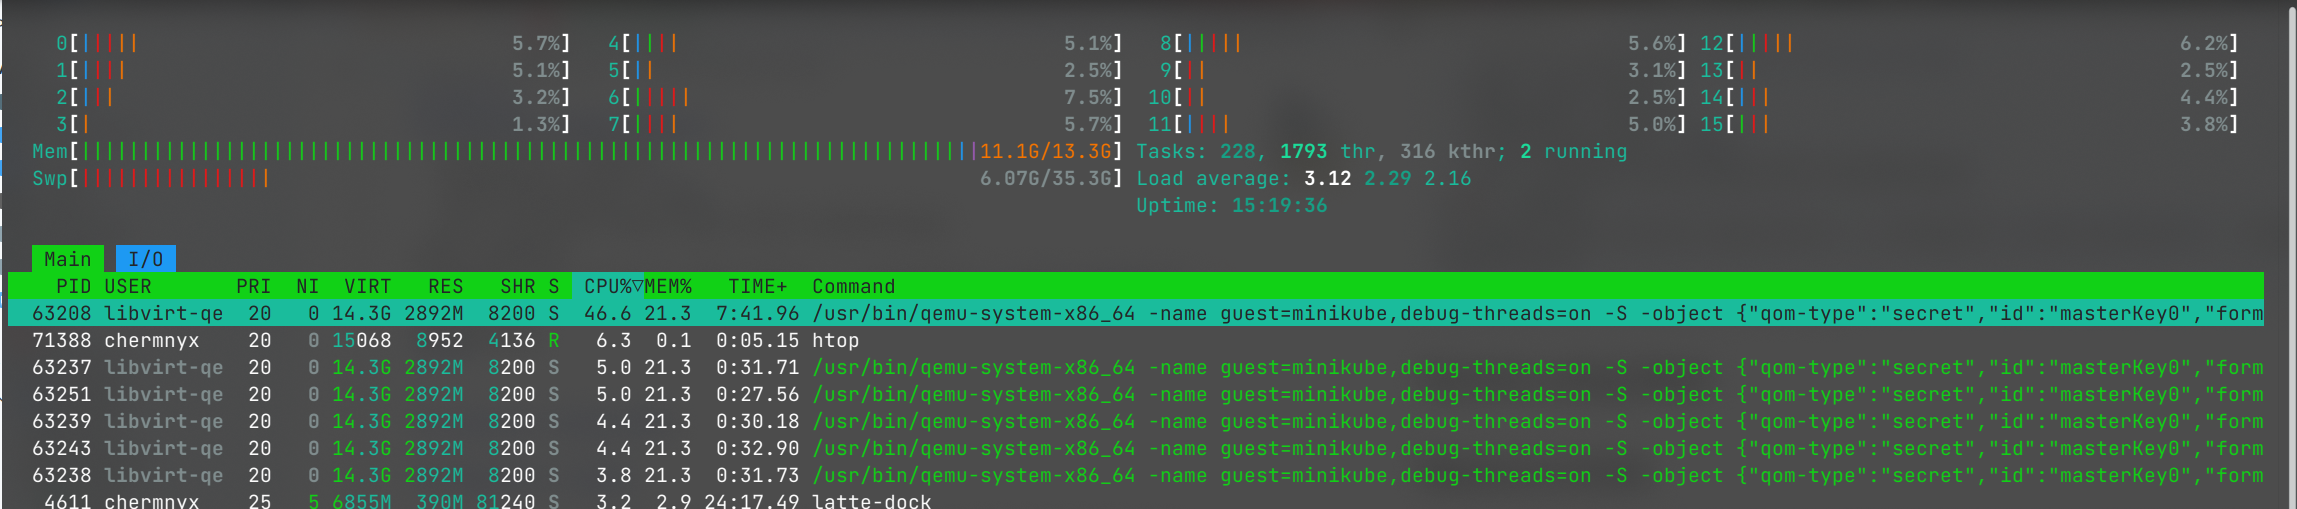 0[||||| 5.7%] 4[|||| 5.1%] 8[||||| 5.6%] 12[||||| 6.2%]
1[|||| 5.1%] 5[|| 2.5%] 9[|| 3.1%] 13[|| 2.5%]
2[||| 3.2%] 6[||||| 7.5%] 10[|| 2.5%] 14[||| 4.4%]
3[| 1.3%] 7[|||| 5.7%] 11[|||| 5.0%] 15[||| 3.8%]
Mem[||||||||||||||||||||||||||||||||||||||||||||||||||||||||||||||||||||||||||| 11.1G/13.3G] Tasks: 228, 1793 thr, 316 kthr; 2 running
Swp[|||||||||||||||| 6.07G/35.3G] Load average: 3.12 2.29 2.16
Uptime: 15:19:36
Main I/O
PID USER PRI NI VIRT RES SHR S CPU%▽MEM% TIME+ Command
63208 libvirt-qe 20 0 14.3G 2892M 8200 S 46.6 21.3 7:41.96 /usr/bin/qemu-system-x86_64 -name guest=minikube,debug-threads=on -S -object {"qom-type":"secret","id":"masterKey0","form
71388 chermnyx 20 0 15068 8952 4136 R 6.3 0.1 0:05.15 htop
63237 libvirt-qe 20 0 14.3G 2892M 8200 S 5.0 21.3 0:31.71 /usr/bin/qemu-system-x86_64 -name guest=minikube,debug-threads=on -S -object {"qom-type":"secret","id":"masterKey0","form
63251 libvirt-qe 20 0 14.3G 2892M 8200 S 5.0 21.3 0:27.56 /usr/bin/qemu-system-x86_64 -name guest=minikube,debug-threads=on -S -object {"qom-type":"secret","id":"masterKey0","form
63239 libvirt-qe 20 0 14.3G 2892M 8200 S 4.4 21.3 0:30.18 /usr/bin/qemu-system-x86_64 -name guest=minikube,debug-threads=on -S -object {"qom-type":"secret","id":"masterKey0","form
63243 libvirt-qe 20 0 14.3G 2892M 8200 S 4.4 21.3 0:32.90 /usr/bin/qemu-system-x86_64 -name guest=minikube,debug-threads=on -S -object {"qom-type":"secret","id":"masterKey0","form
63238 libvirt-qe 20 0 14.3G 2892M 8200 S 3.8 21.3 0:31.73 /usr/bin/qemu-system-x86_64 -name guest=minikube,debug-threads=on -S -object {"qom-type":"secret","id":"masterKey0","form
4611 chermnyx 25 5 6855M 390M 81240 S 3.2 2.9 24:17.49 latte-dock